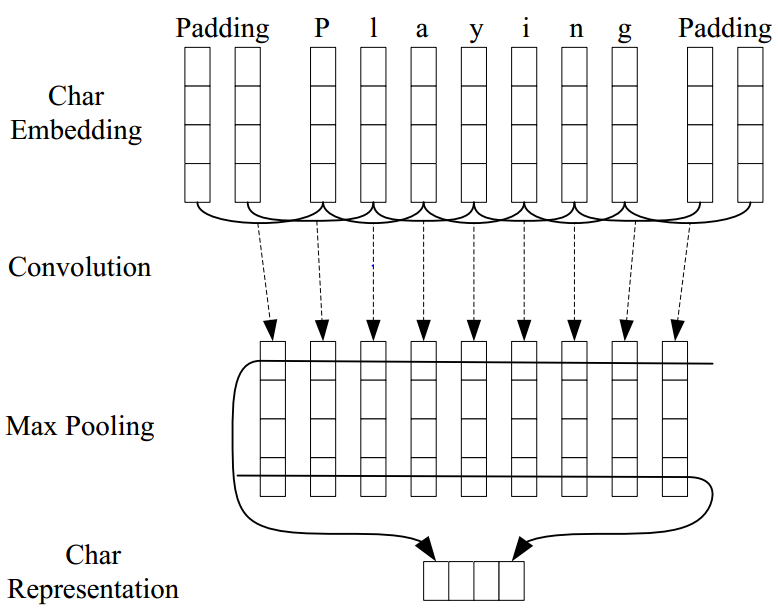 Padding P l a y i n g Padding
Char
Embedding
Convolution
Max Pooling
Char
Representation